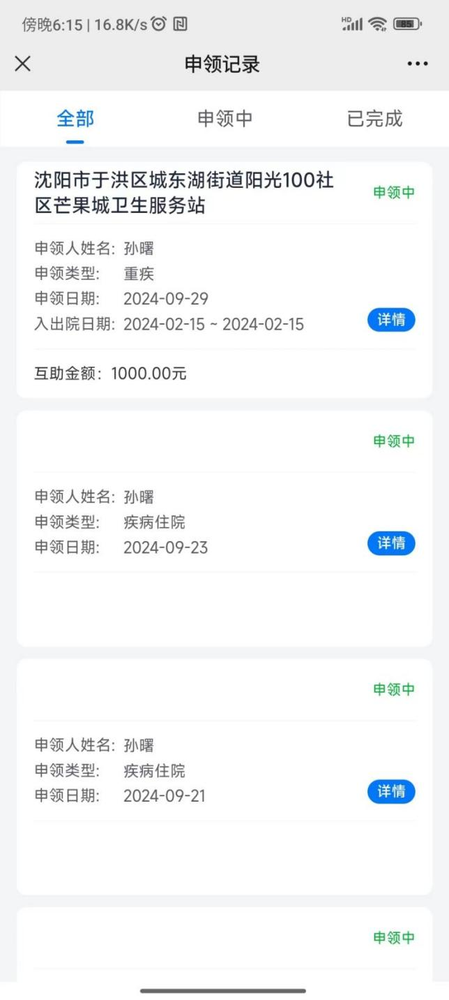 傍晚6:15 | 16.8K/s
HD 85
申领记录
全部 申领中 已完成
沈阳市于洪区城东湖街道阳光100社
区芒果城卫生服务站
申领中
申领人姓名: 孙曙
申领类型: 重疾
申领日期: 2024-09-29
入出院日期: 2024-02-15 ~ 2024-02-15
详情
互助金额: 1000.00元
申领中
申领人姓名: 孙曙
申领类型: 疾病住院
申领日期: 2024-09-23
详情
申领中
申领人姓名: 孙曙
申领类型: 疾病住院
申领日期: 2024-09-21
详情
申领中